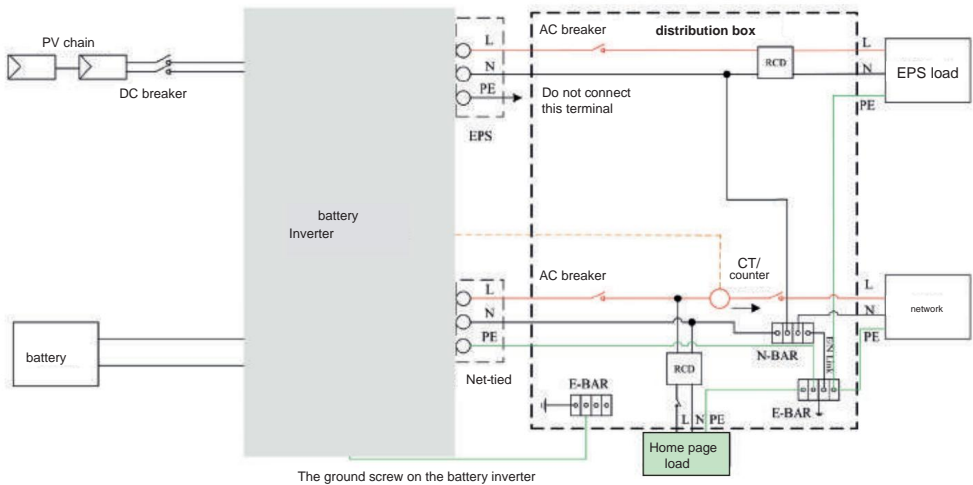 PV chain
DC breaker
battery
Inverter
battery
L
N
PE
EPS
AC breaker
distribution box
RCD
Do not connect
this terminal
L
N
PE
EPS load
CT/
counter
AC breaker
L
N
PE
Net-tied
L
N
PE
network
N-BAR
E/N Link
E-BAR
RCD
L N PE
E-BAR
Home page
load
The ground screw on the battery inverter